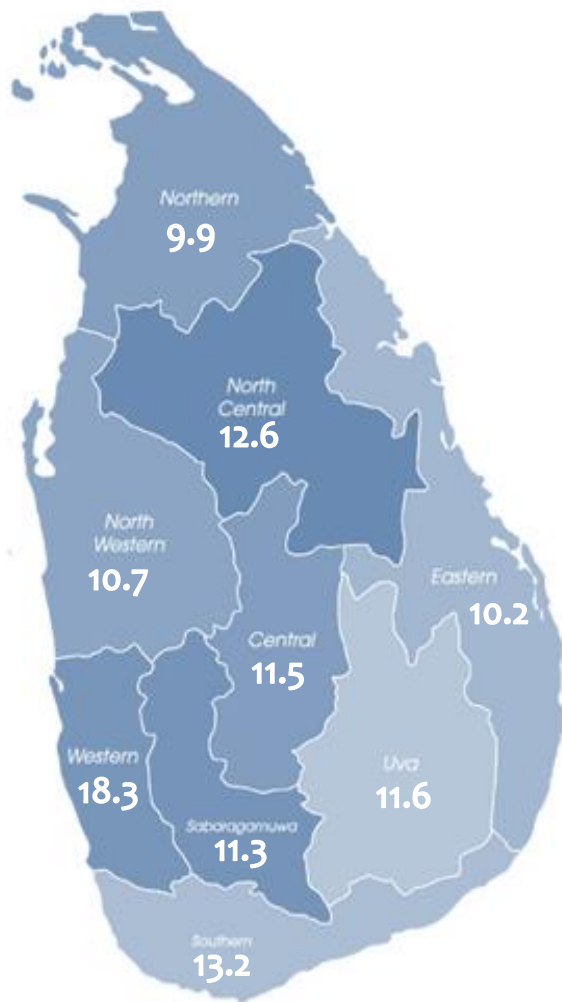 Northern
9.9
North
Central
12.6
North
Western
10.7
Eastern
10.2
Central
11.5
Western
18.3
Uva
11.6
Sabaragamuwa
11.3
Southern
13.2